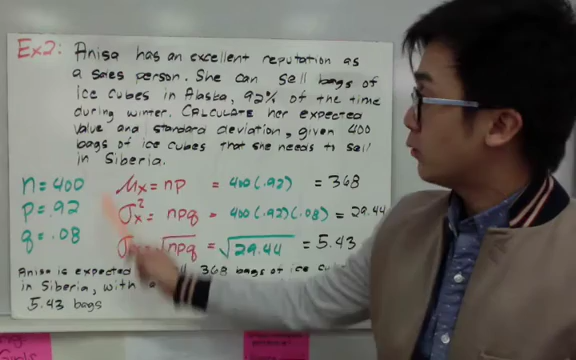 Ex2: Anisa has an excellent reputation as
a sales person. She can sell bags of
ice cubes in Alaska, 92% of the time
during winter. CALCULATE her expected
value and standard deviation, given 400
bags of ice cubes that she needs to sell
in Siberia.
n = 400 μx = np = 400(.92) = 368
p = .92 σ²x = npq = 400(.92)(.08) = 29.44
q = .08 = √npq = √29.44 = 5.43
Anisa is expected 368 bags of ice
in Siberia, with
5.43 bags
Girls